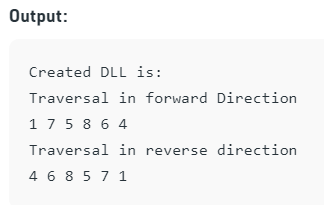 Output:
Created DLL is:
Traversal in forward Direction
1 7 5 8 6 4
Traversal in reverse direction
4 6 8 5 7 1